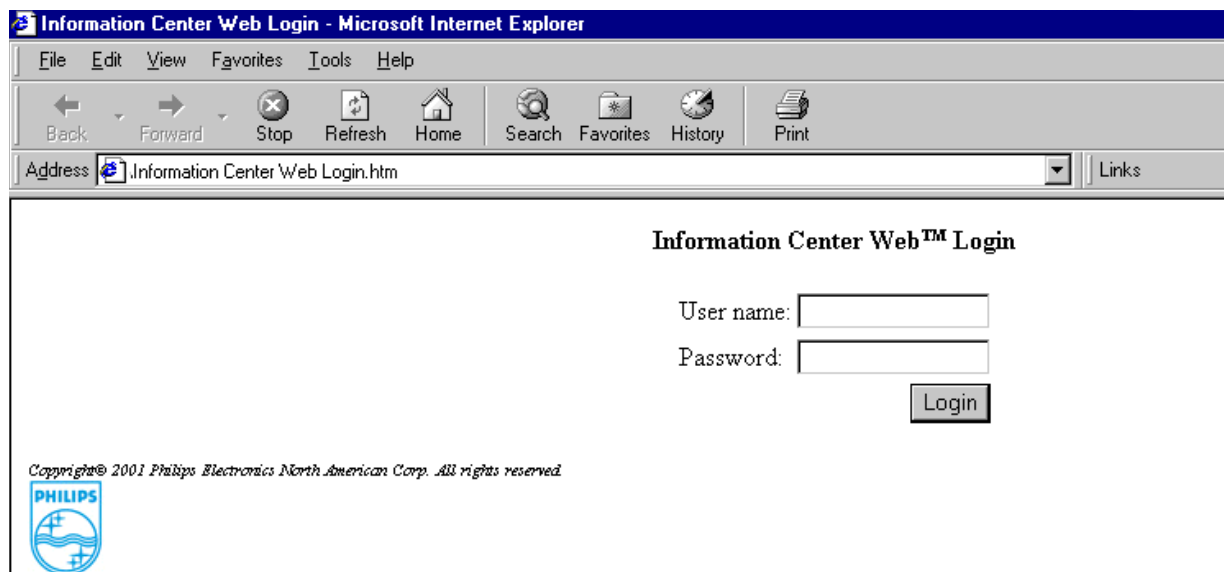 Information Center Web Login - Microsoft Internet Explorer
File Edit View Favorites Tools Help
Back Forward Stop Refresh Home Search Favorites History Print
Address .Information Center Web Login.htm Links
Information Center Web™ Login
User name:
Password:
Login
Copyright© 2001 Philips Electronics North American Corp. All rights reserved.
PHILIPS